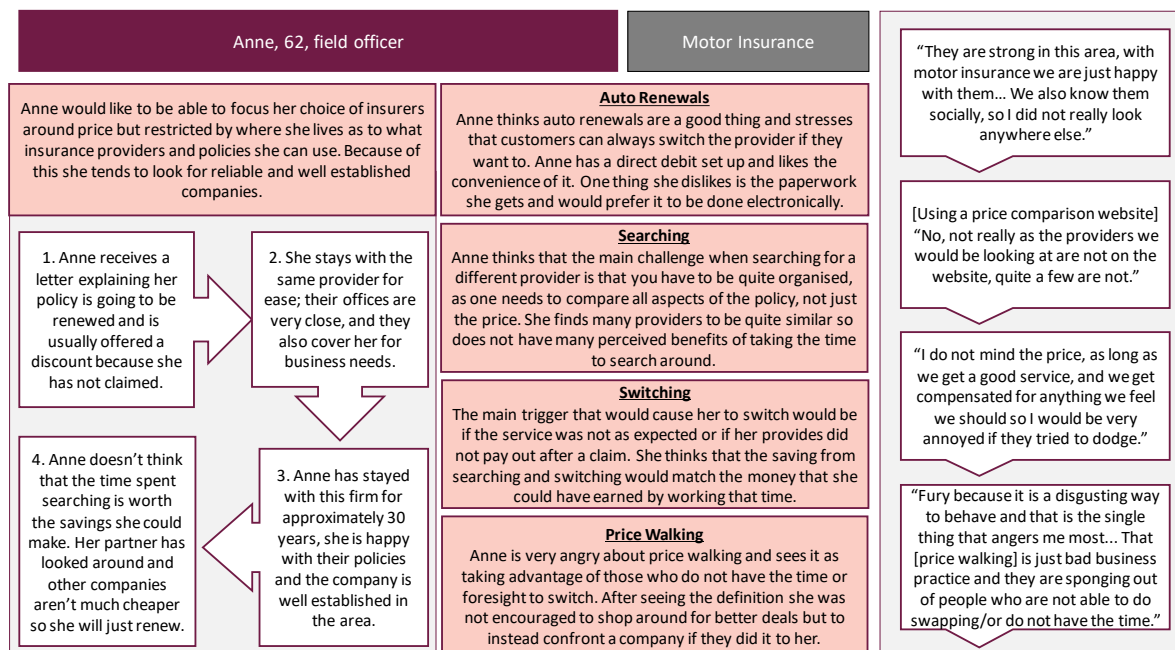 Anne, 62, field officer
Motor Insurance
Anne would like to be able to focus her choice of insurers
around price but restricted by where she lives as to what
insurance providers and policies she can use. Because of
this she tends to look for reliable and well established
companies.
1. Anne receives a
letter explaining her
policy is going to be
renewed and is
usually offered a
discount because she
has not claimed.
2. She stays with the
same provider for
ease; their offices are
very close, and they
also cover her for
business needs.
3. Anne has stayed
with this firm for
approximately 30
years, she is happy
with their policies
and the company is
well established in
the area.
4. Anne doesn’t think
that the time spent
searching is worth
the savings she could
make. Her partner has
looked around and
other companies
aren’t much cheaper
so she will just renew.
Auto Renewals
Anne thinks auto renewals are a good thing and stresses
that customers can always switch the provider if they
want to. Anne has a direct debit set up and likes the
convenience of it. One thing she dislikes is the paperwork
she gets and would prefer it to be done electronically.
Searching
Anne thinks that the main challenge when searching for a
different provider is that you have to be quite organised,
as one needs to compare all aspects of the policy, not just
the price. She finds many providers to be quite similar so
does not have many perceived benefits of taking the time
to search around.
Switching
The main trigger that would cause her to switch would be
if the service was not as expected or if her provides did
not pay out after a claim. She thinks that the saving from
searching and switching would match the money that she
could have earned by working that time.
Price Walking
Anne is very angry about price walking and sees it as
taking advantage of those who do not have the time or
foresight to switch. After seeing the definition she was
not encouraged to shop around for better deals but to
instead confront a company if they did it to her.
“They are strong in this area, with
motor insurance we are just happy
with them... We also know them
socially, so I did not really look
anywhere else.”
[Using a price comparison website]
“No, not really as the providers we
would be looking at are not on the
website, quite a few are not.”
“I do not mind the price, as long as
we get a good service, and we get
compensated for anything we feel
we should so I would be very
annoyed if they tried to dodge.”
“Fury because it is a disgusting way
to behave and that is the single
thing that angers me most... That
[price walking] is just bad business
practice and they are sponging out
of people who are not able to do
swapping/or do not have the time.”